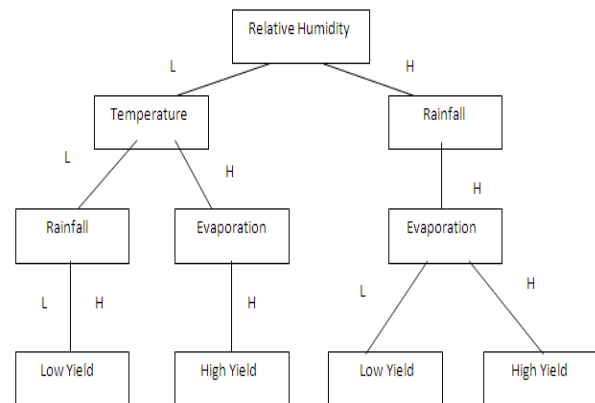 Relative Humidity
L H
Temperature Rainfall
L H H
Rainfall Evaporation Evaporation
L H H L H
Low Yield High Yield Low Yield High Yield